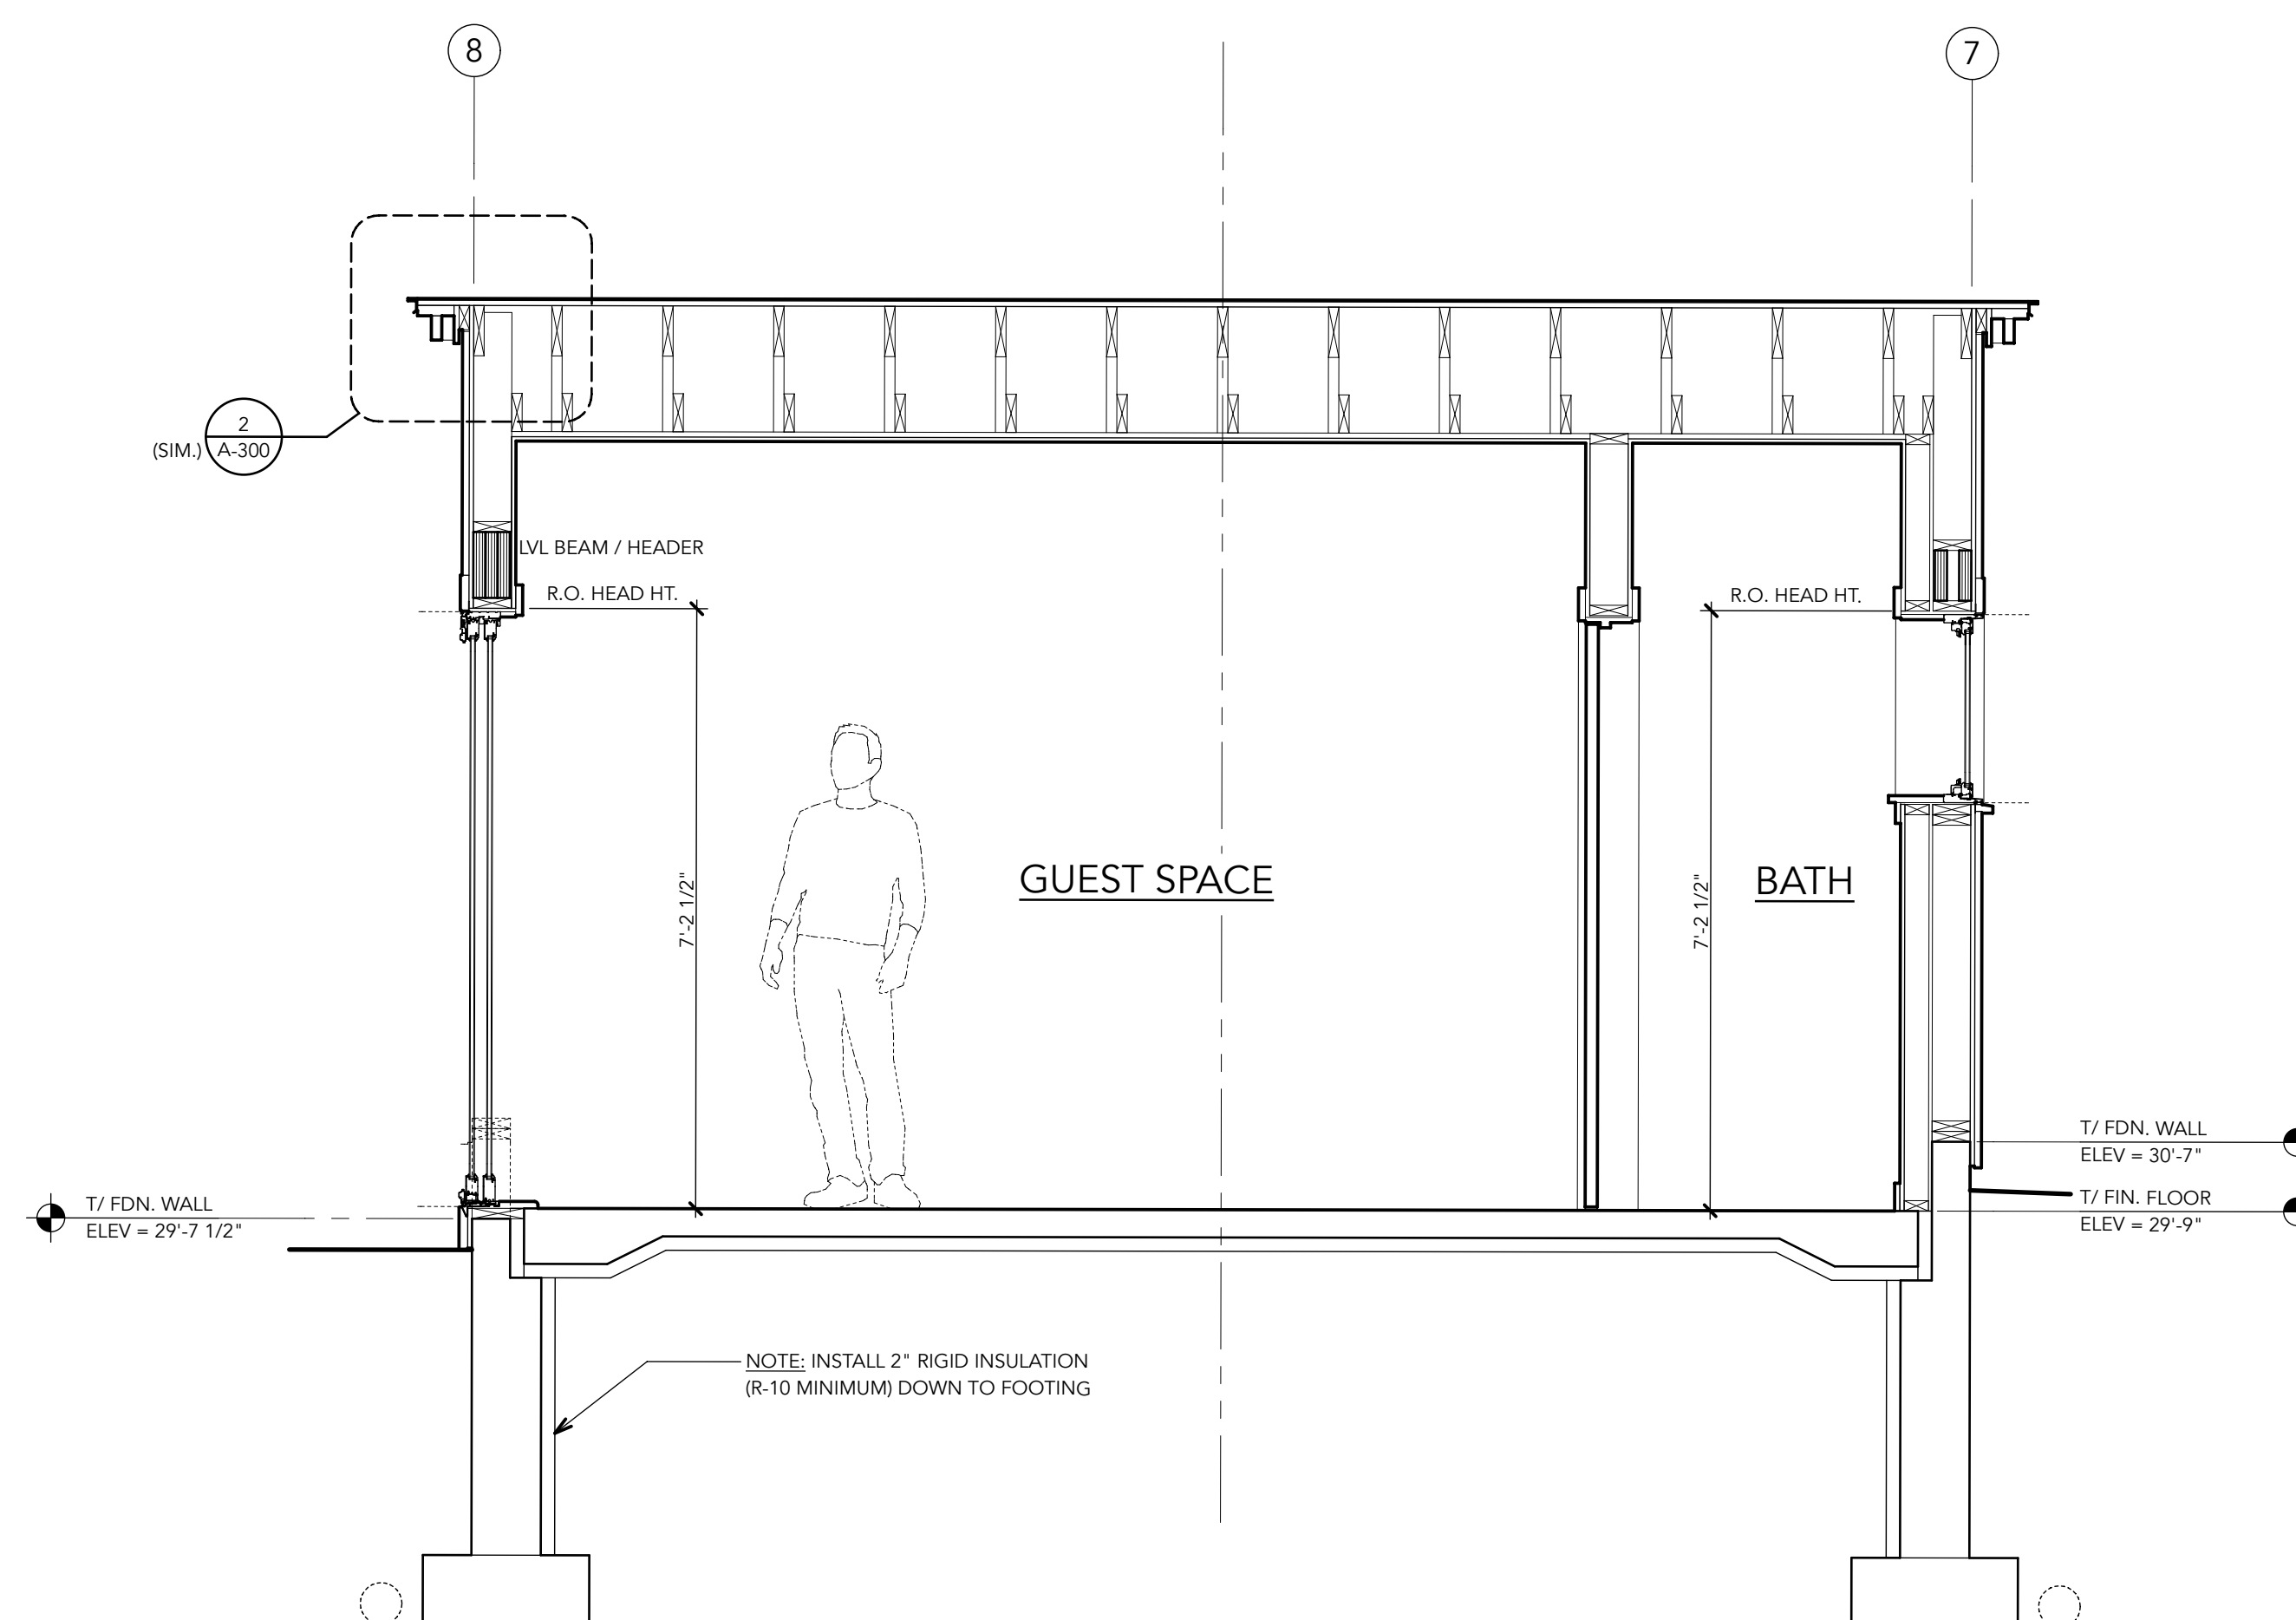 8
7
2
(SIM.) A-300
LVL BEAM / HEADER
R.O. HEAD HT.
R.O. HEAD HT.
GUEST SPACE
BATH
7'-2 1/2"
7'-2 1/2"
T/ FDN. WALL
ELEV = 30'-7"
T/ FIN. FLOOR
ELEV = 29'-9"
T/ FDN. WALL
ELEV = 29'-7 1/2"
NOTE: INSTALL 2" RIGID INSULATION
(R-10 MINIMUM) DOWN TO FOOTING